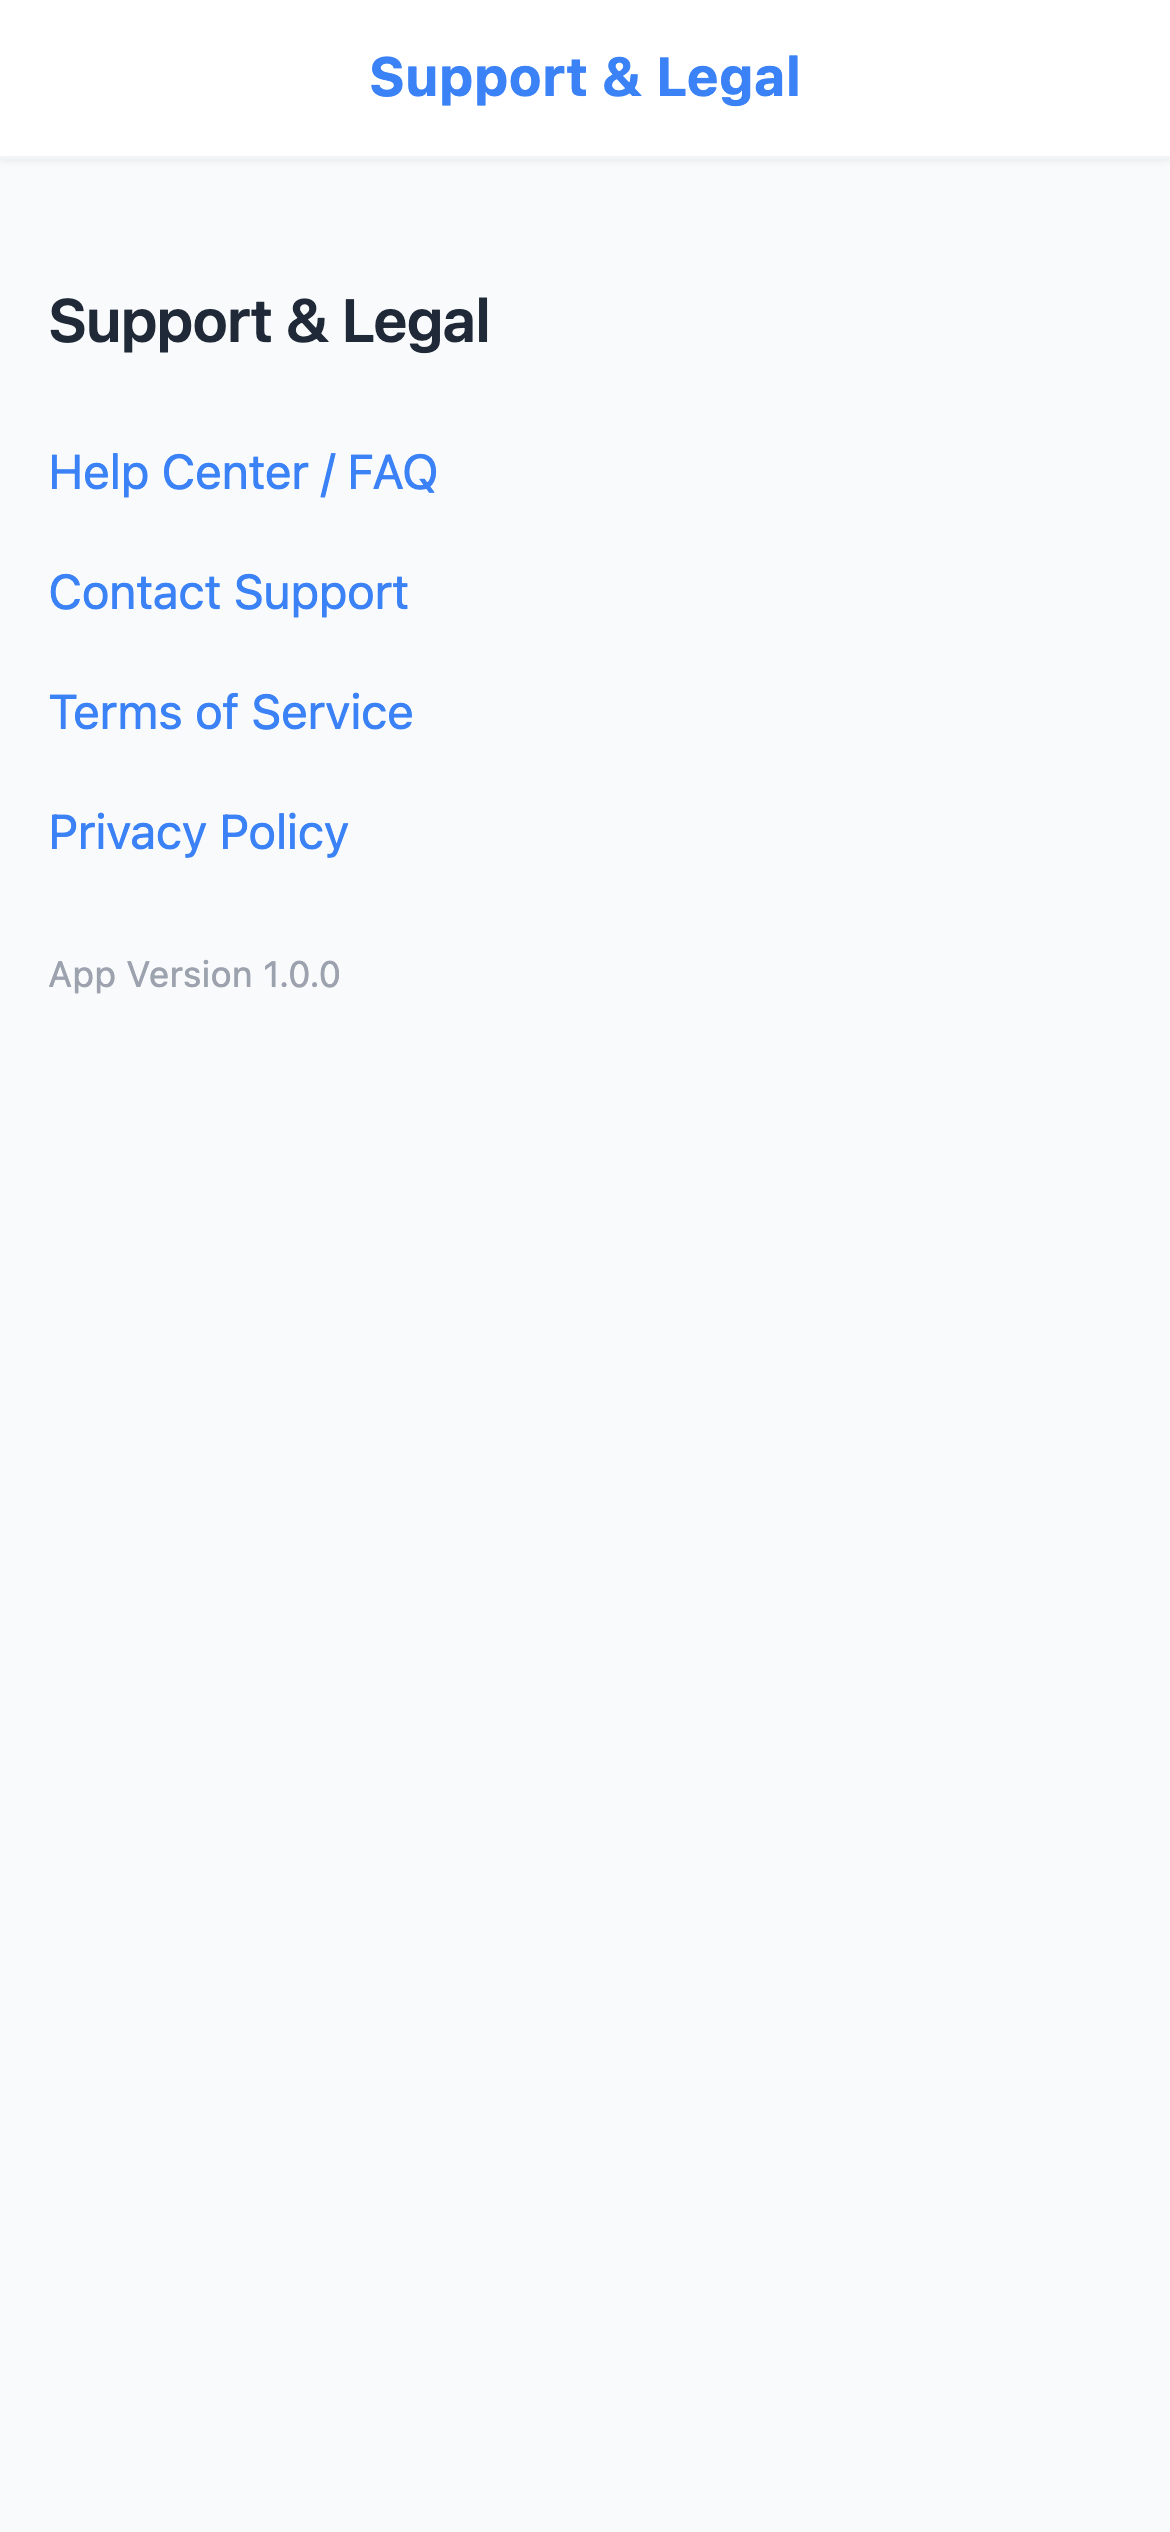 Support & Legal
Support & Legal
Help Center / FAQ
Contact Support
Terms of Service
Privacy Policy
App Version 1.0.0